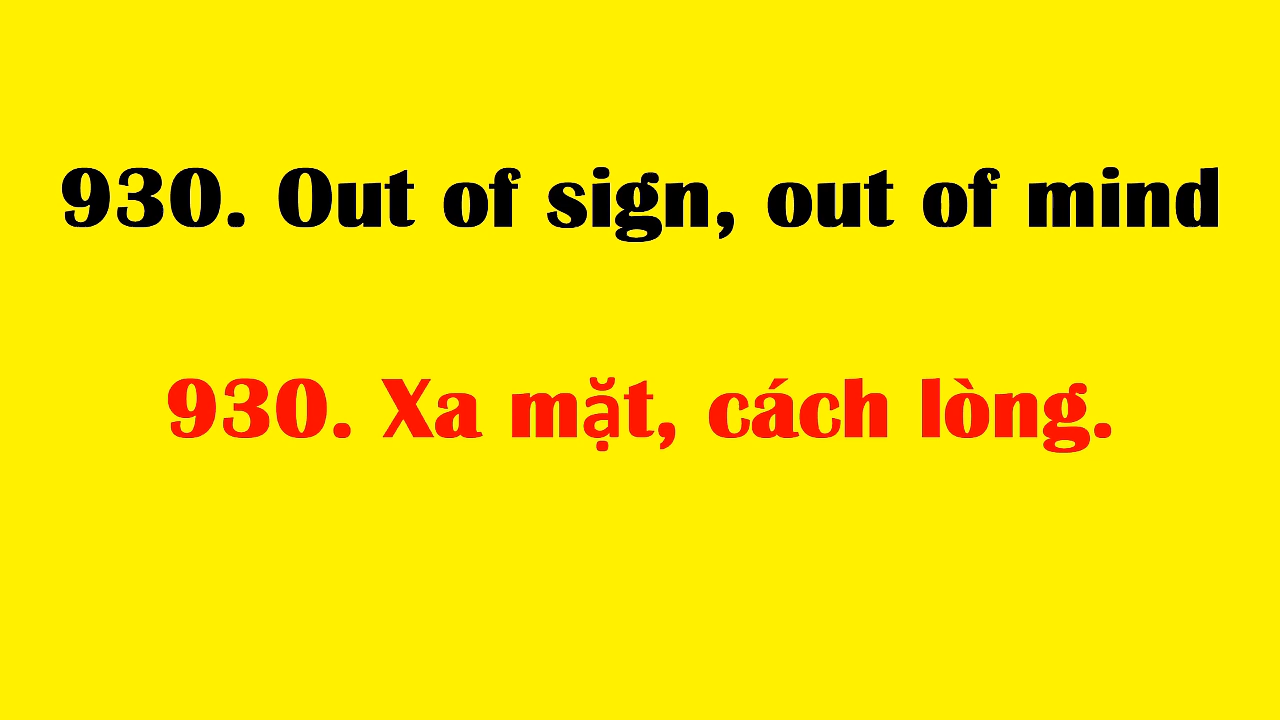 930. Out of sign, out of mind
930. Xa mặt, cách lòng.